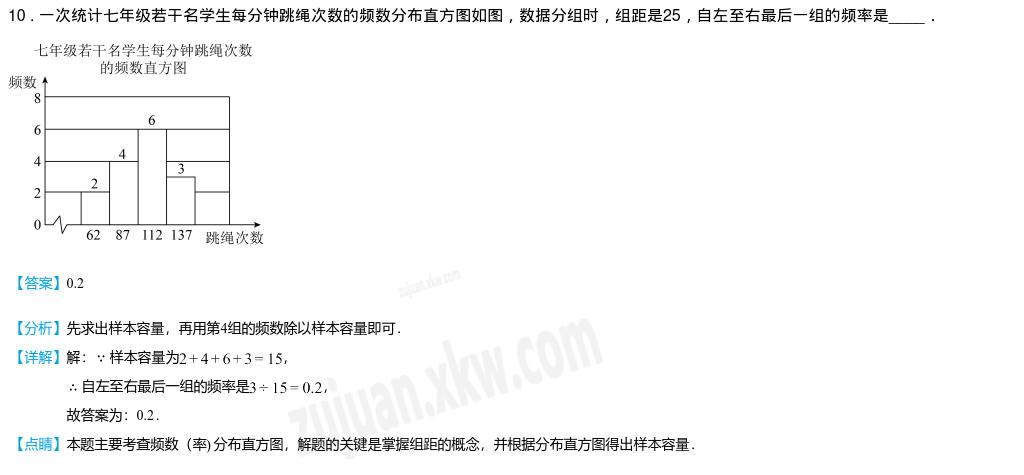 10．一次统计七年级若干名学生每分钟跳绳次数的频数分布直方图如图，数据分组时，组距是25，自左至右最后一组的频率是_____．
七年级若干名学生每分钟跳绳次数
的频数直方图
频数
8
6
4
2
0
2
4
6
3
62 87 112 137 跳绳次数
【答案】0.2
【分析】先求出样本容量，再用第4组的频数除以样本容量即可．
【详解】解：∵样本容量为2+4+6+3=15，
∴自左至右最后一组的频率是3÷15=0.2，
故答案为：0.2．
【点睛】本题主要考查频数（率）分布直方图，解题的关键是掌握组距的概念，并根据分布直方图得出样本容量．
zujuan.xkw.com
zujuan.xkw.com